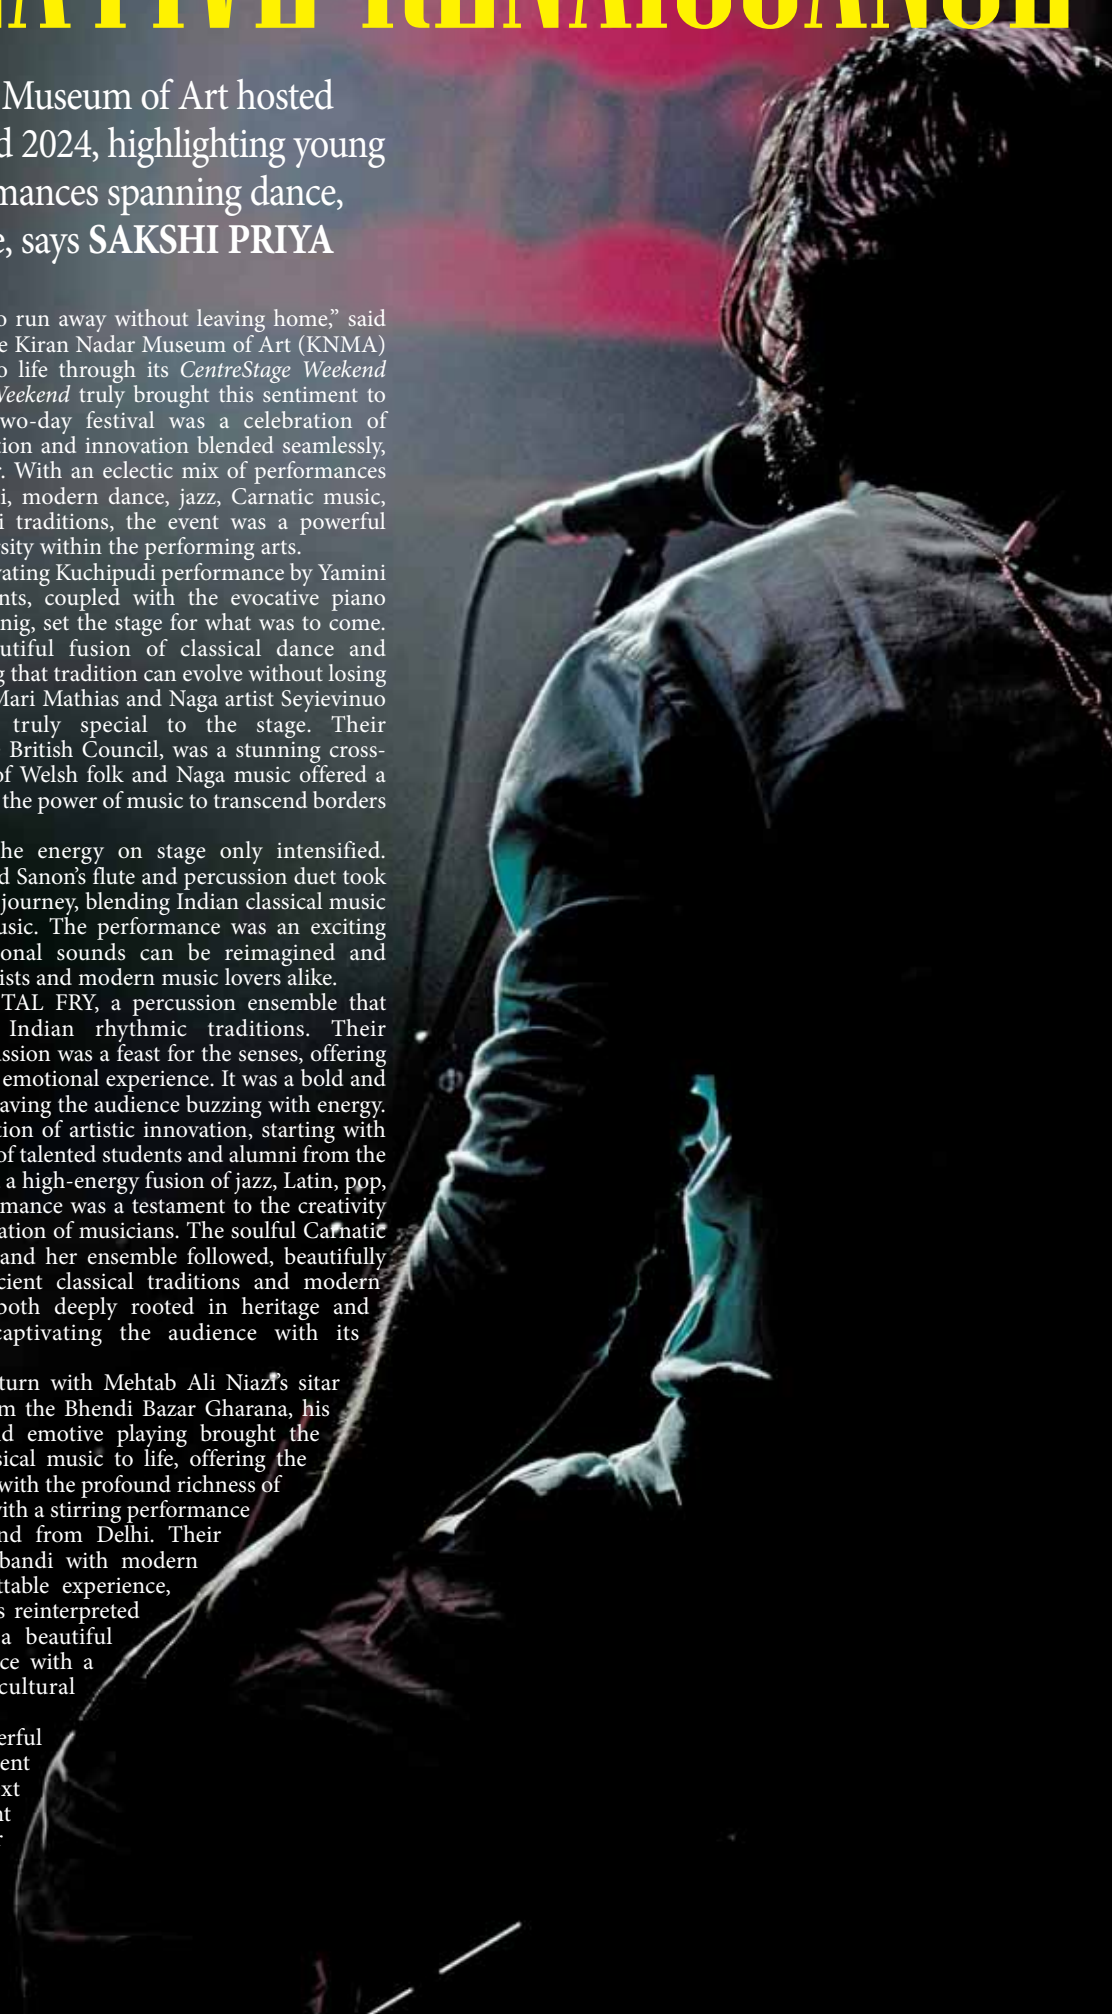 ATIVE RENAISSANCE
Museum of Art hosted
d 2024, highlighting young
mances spanning dance,
e, says SAKSHI PRIYA
o run away without leaving home,” said
e Kiran Nadar Museum of Art (KNMA)
o life through its CentreStage Weekend
Weekend truly brought this sentiment to
wo-day festival was a celebration of
tion and innovation blended seamlessly,
r. With an eclectic mix of performances
i, modern dance, jazz, Carnatic music,
i traditions, the event was a powerful
rsity within the performing arts.
vating Kuchipudi performance by Yamini
nts, coupled with the evocative piano
nig, set the stage for what was to come.
utiful fusion of classical dance and
g that tradition can evolve without losing
Mari Mathias and Naga artist Seyievinuo
truly special to the stage. Their
British Council, was a stunning cross-
of Welsh folk and Naga music offered a
the power of music to transcend borders
he energy on stage only intensified.
d Sanon’s flute and percussion duet took
journey, blending Indian classical music
usic. The performance was an exciting
onal sounds can be reimagined and
ists and modern music lovers alike.
TAL FRY, a percussion ensemble that
Indian rhythmic traditions. Their
ussion was a feast for the senses, offering
emotional experience. It was a bold and
aving the audience buzzing with energy.
tion of artistic innovation, starting with
of talented students and alumni from the
a high-energy fusion of jazz, Latin, pop,
rmance was a testament to the creativity
ation of musicians. The soulful Carnatic
and her ensemble followed, beautifully
cient classical traditions and modern
both deeply rooted in heritage and
captivating the audience with its
turn with Mehtab Ali Niazi’s sitar
m the Bhendi Bazar Gharana, his
d emotive playing brought the
sical music to life, offering the
with the profound richness of
with a stirring performance
nd from Delhi. Their
bandi with modern
ttable experience,
s reinterpreted
a beautiful
ce with a
cultural
erful
ent
xt
nt
r